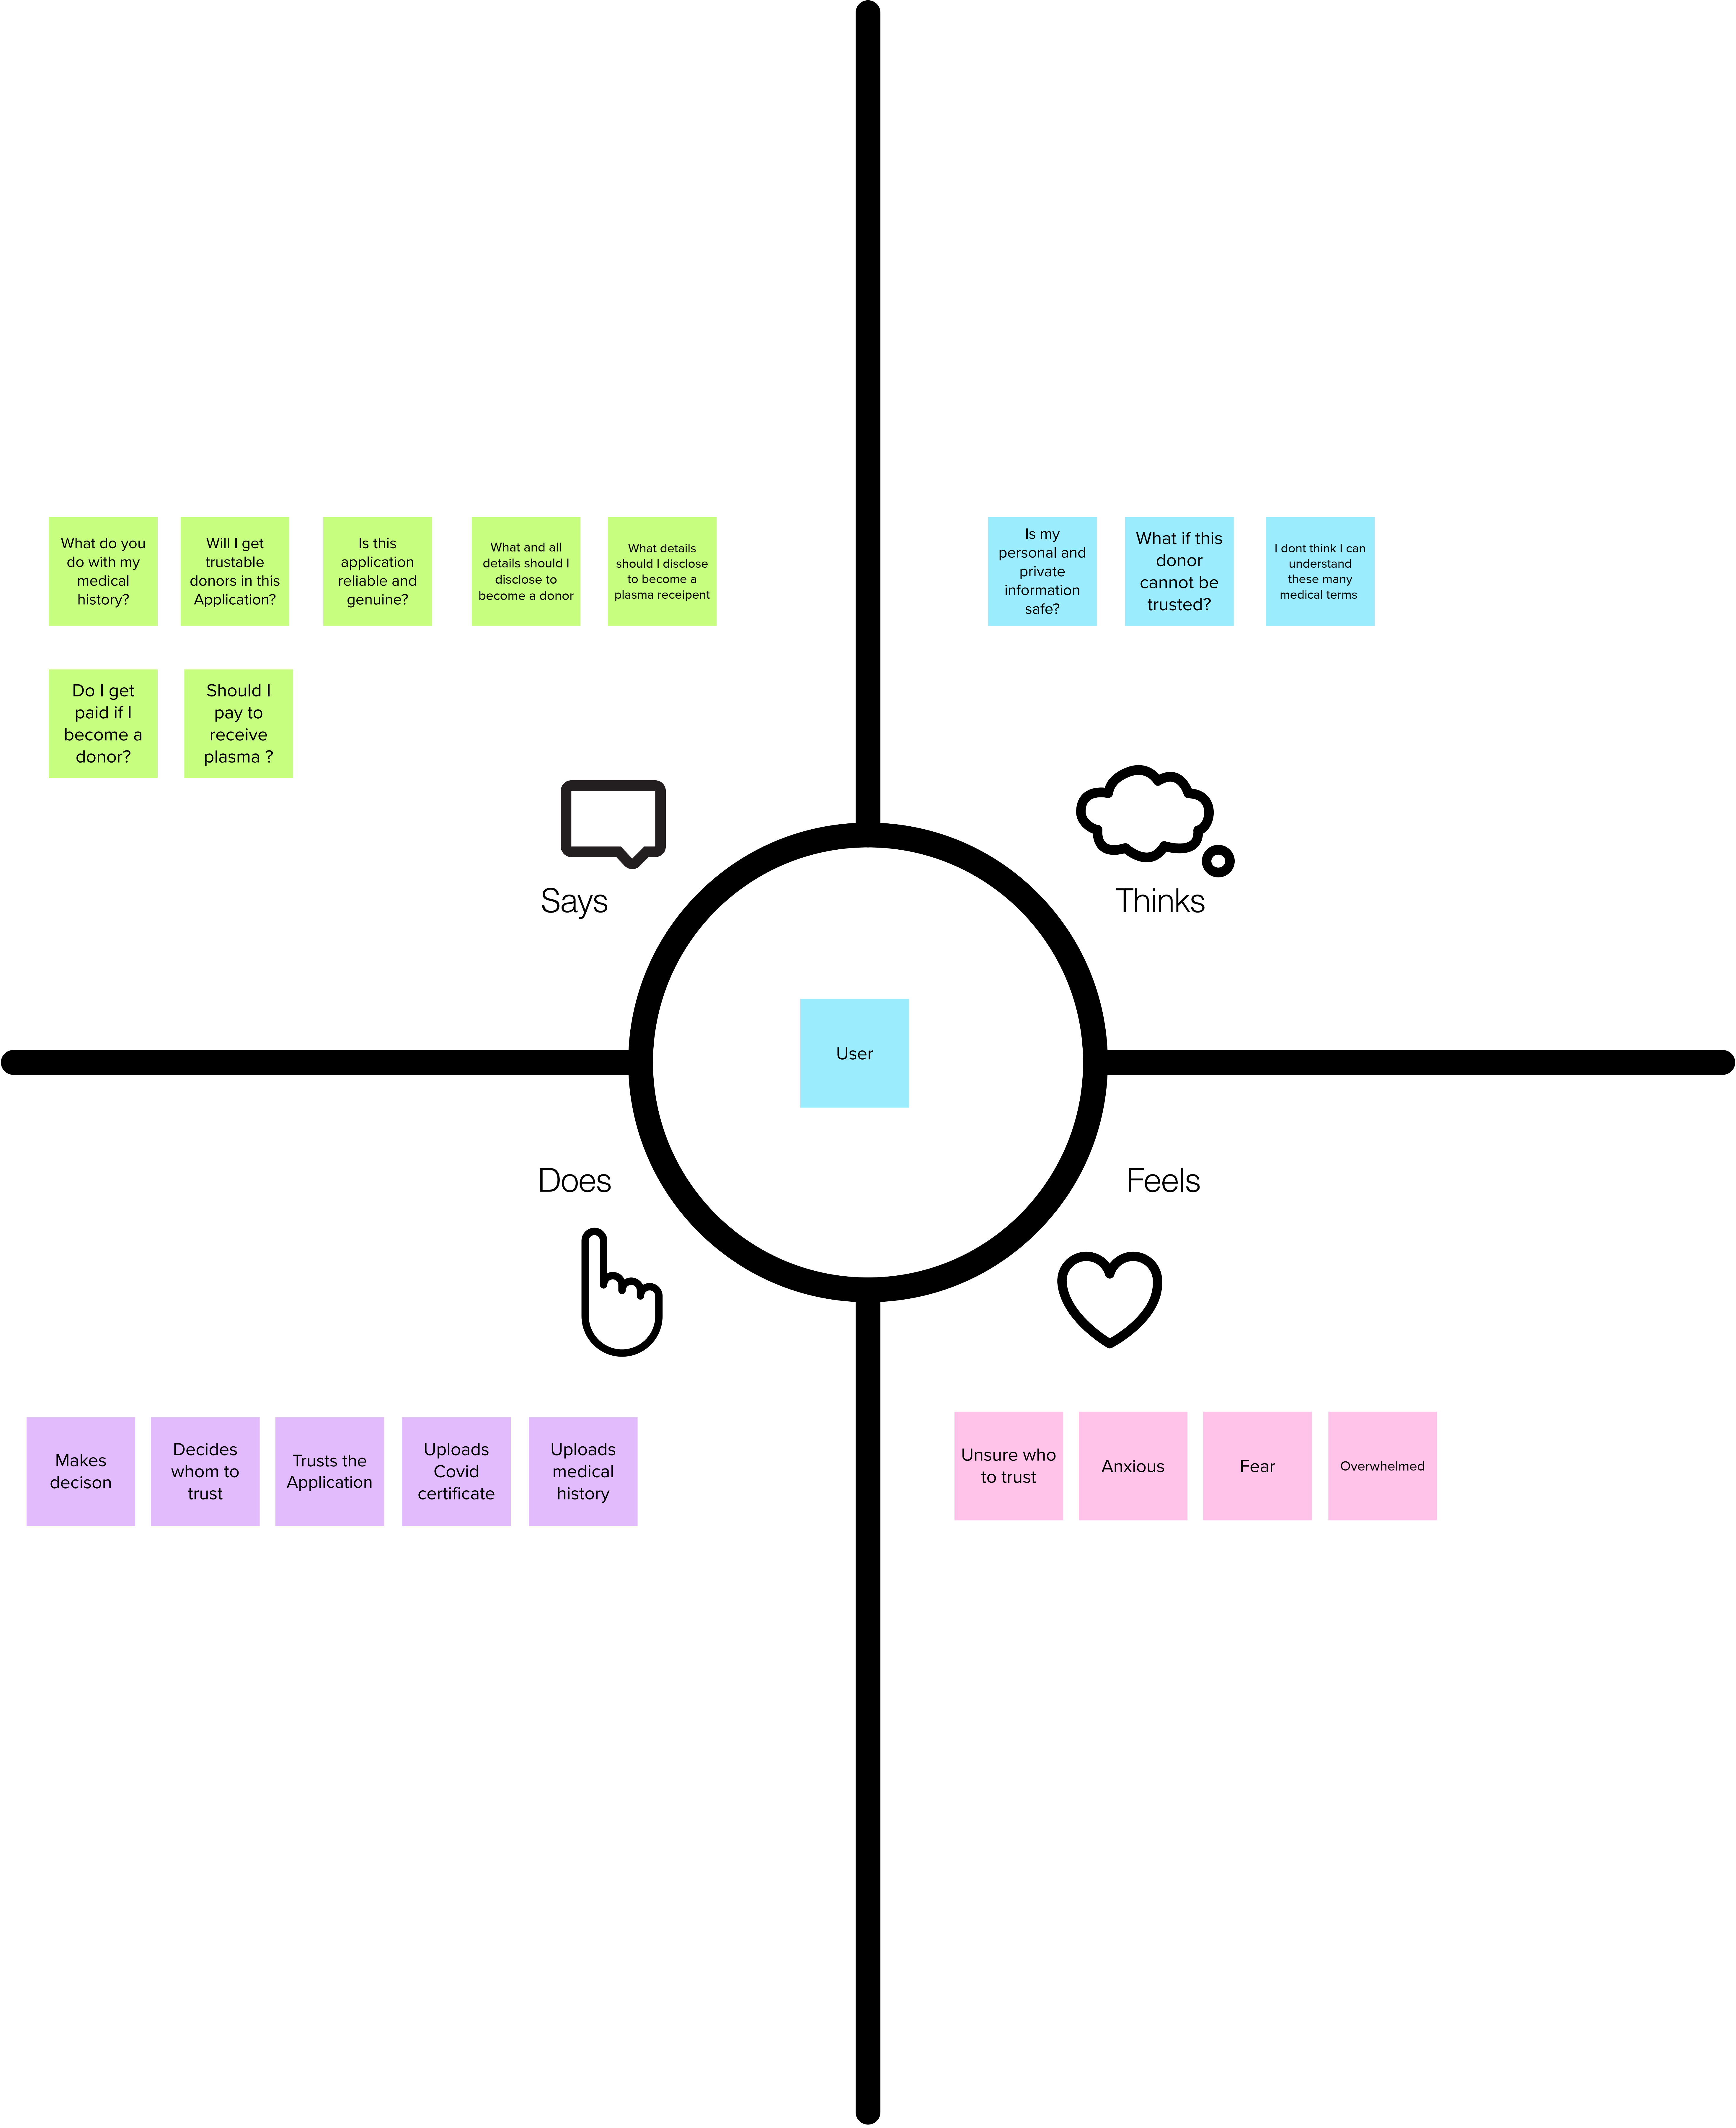 What do you
do with my
medical
history?
Will I get
trustable
donors in this
Application?
Is this
application
reliable and
genuine?
What and all
details should I
disclose to
become a donor
What details
should I disclose
to become a
plasma receipent
Do I get
paid if I
become a
donor?
Should I
pay to
receive
plasma ?
Says
Is my
personal and
private
information
safe?
What if this
donor
cannot be
trusted?
I dont think I can
understand
these many
medical terms
Thinks
User
Does
Makes
decison
Decides
whom to
trust
Trusts the
Application
Uploads
Covid
certificate
Uploads
medical
history
Feels
Unsure who
to trust
Anxious
Fear
Overwhelmed